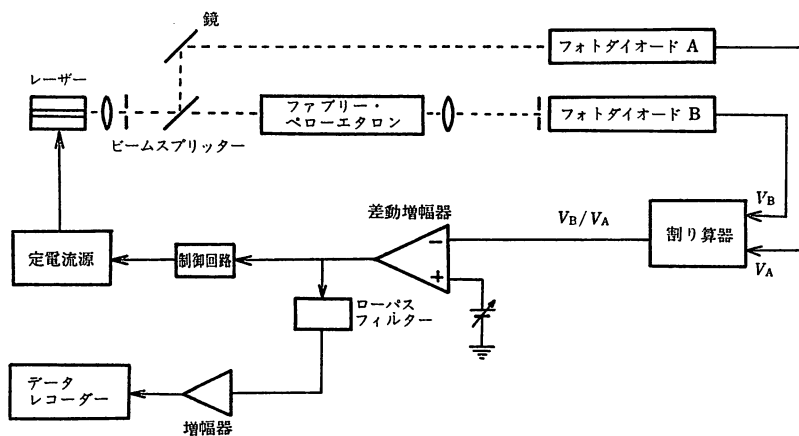 鏡
フォトダイオード A
レーザー
ファブリー・
ペローエタロン
フォトダイオード B
ビームスプリッター
V_B
差動増幅器
V_B/V_A
割り算器
定電流源
制御回路
−
+
V_A
ローパス
フィルター
データ
レコーダー
増幅器